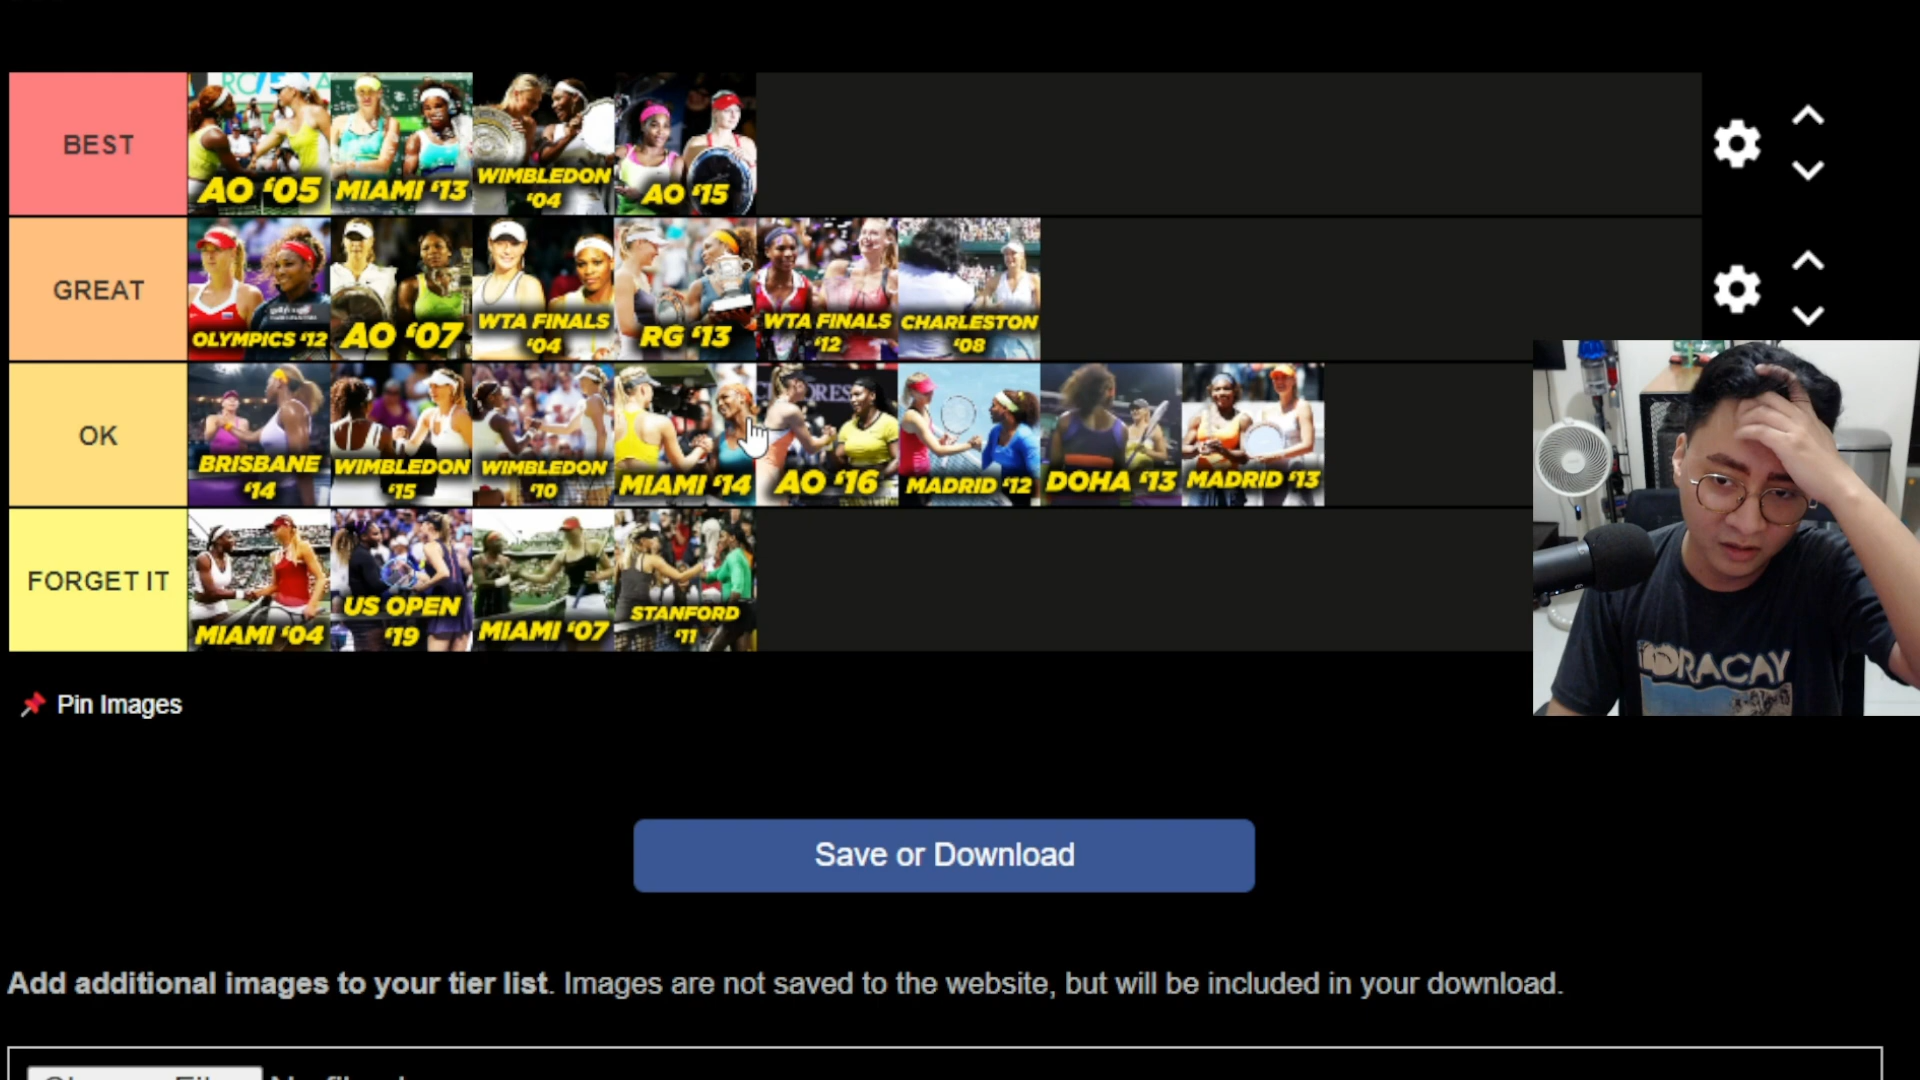 BEST
AO ‘05
MIAMI ‘13
WIMBLEDON
‘04
AO ‘15
GREAT
OLYMPICS ‘12
AO ‘07
WTA FINALS
‘04
RG ‘13
WTA FINALS
‘12
CHARLESTON
‘08
OK
BRISBANE
‘14
WIMBLEDON
‘15
WIMBLEDON
‘10
MIAMI ‘14
AO ‘16
MADRID ‘12
DOHA ‘13
MADRID ‘13
FORGET IT
MIAMI ‘04
US OPEN
‘19
MIAMI ‘07
STANFORD
‘11
Pin Images
Save or Download
Add additional images to your tier list. Images are not saved to the website, but will be included in your download.